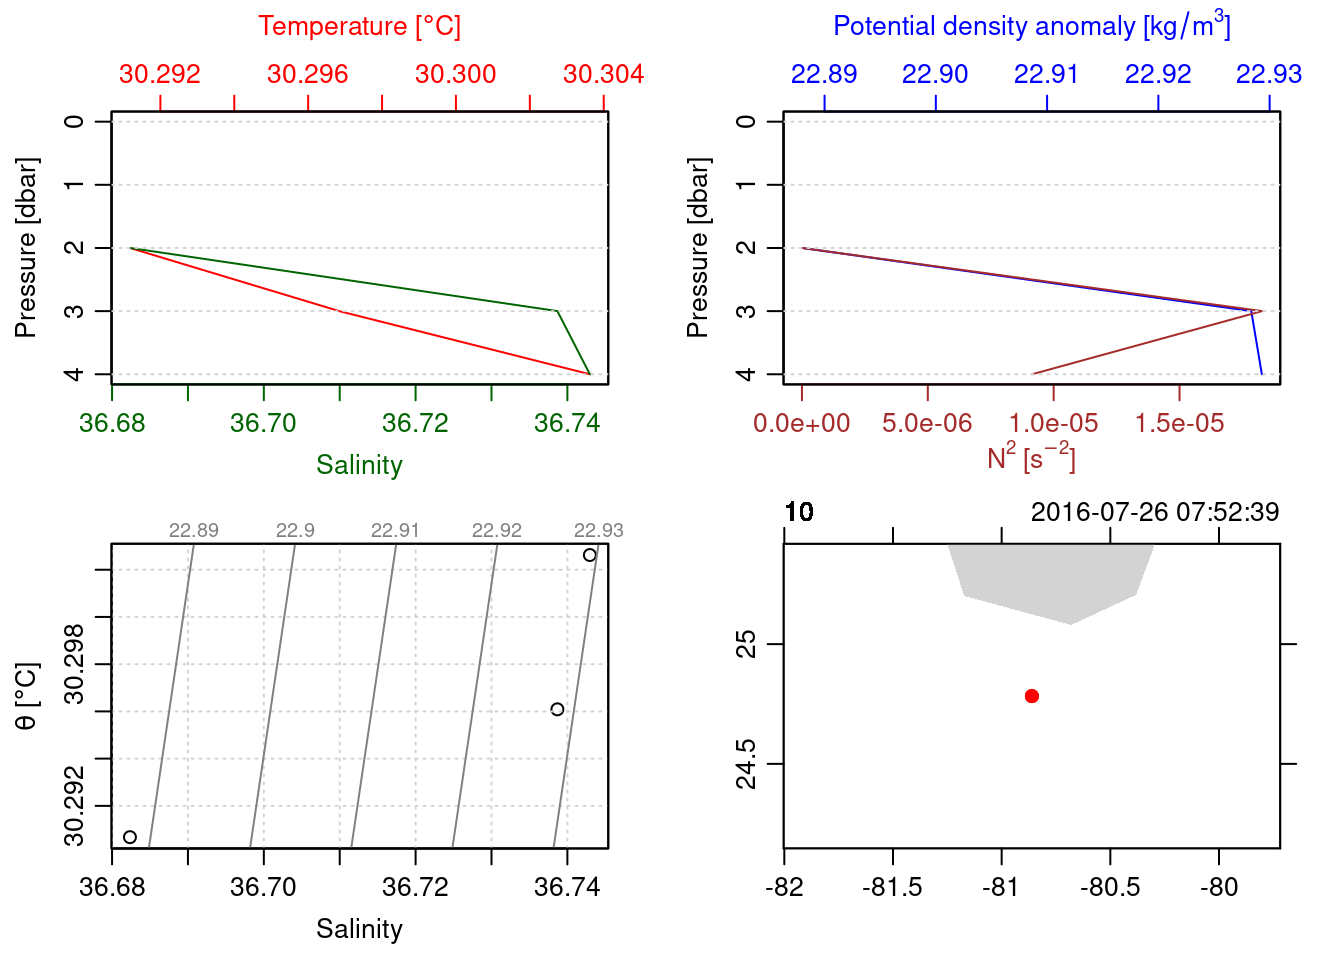 Temperature [°C]
30.292 30.296 30.300 30.304
0
1
2
3
4
Pressure [dbar]
36.68 36.70 36.72 36.74
Salinity
Potential density anomaly [kg/m³]
22.89 22.90 22.91 22.92 22.93
0
1
2
3
4
Pressure [dbar]
0.0e+00 5.0e-06 1.0e-05 1.5e-05
N² [s⁻²]
22.89 22.9 22.91 22.92 22.93
30.298
30.292
θ [°C]
36.68 36.70 36.72 36.74
Salinity
10 2016-07-26 07:52:39
25
24.5
-82 -81.5 -81 -80.5 -80